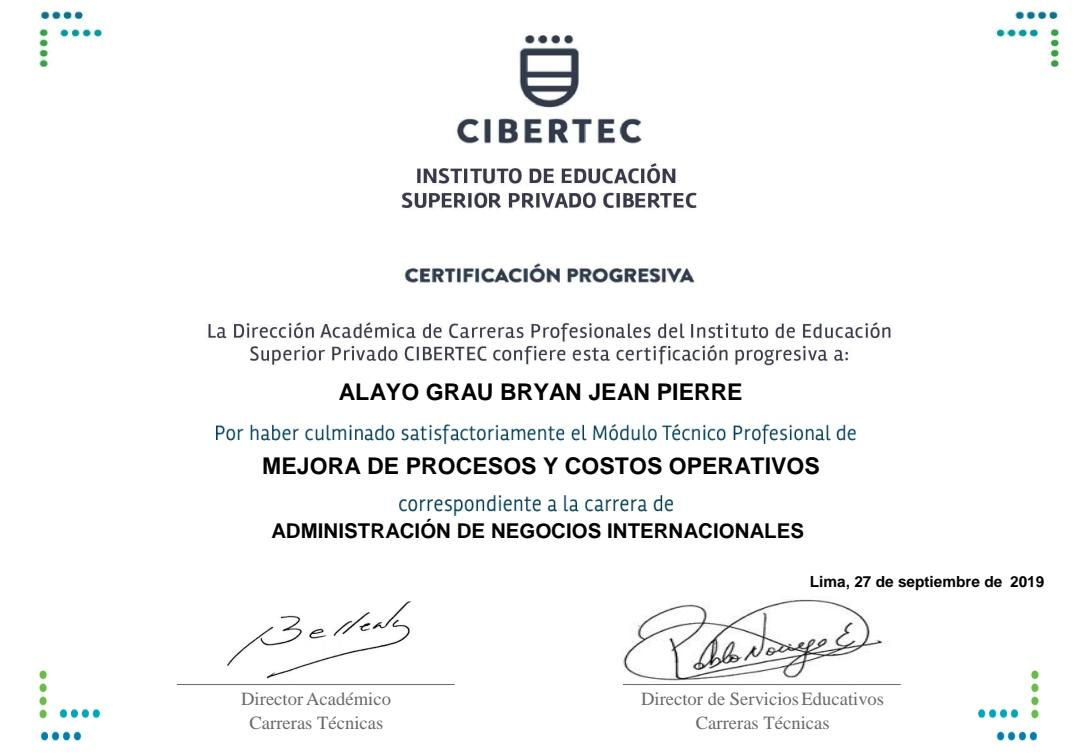 CIBERTEC
INSTITUTO DE EDUCACIÓN
SUPERIOR PRIVADO CIBERTEC
CERTIFICACIÓN PROGRESIVA
La Dirección Académica de Carreras Profesionales del Instituto de Educación
Superior Privado CIBERTEC confiere esta certificación progresiva a:
ALAYO GRAU BRYAN JEAN PIERRE
Por haber culminado satisfactoriamente el Módulo Técnico Profesional de
MEJORA DE PROCESOS Y COSTOS OPERATIVOS
correspondiente a la carrera de
ADMINISTRACIÓN DE NEGOCIOS INTERNACIONALES
Lima, 27 de septiembre de 2019
Pablo
Director Académico
Carreras Técnicas
Director de Servicios Educativos
Carreras Técnicas